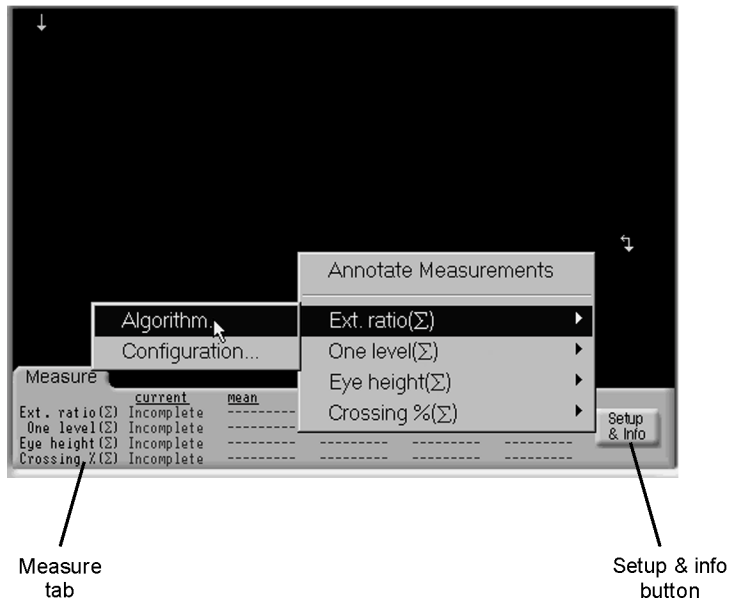 Annotate Measurements
Algorithm...
Ext. ratio(Σ)
Configuration...
One level(Σ)
Eye height(Σ)
Crossing %(Σ)
Measure
current mean
Ext. ratio(Σ) Incomplete ---------
One level(Σ) Incomplete ---------
Eye height(Σ) Incomplete --------- --------- --------- ---------
Crossing %(Σ) Incomplete --------- --------- --------- ---------
Setup
& Info
Measure
tab
Setup & info
button